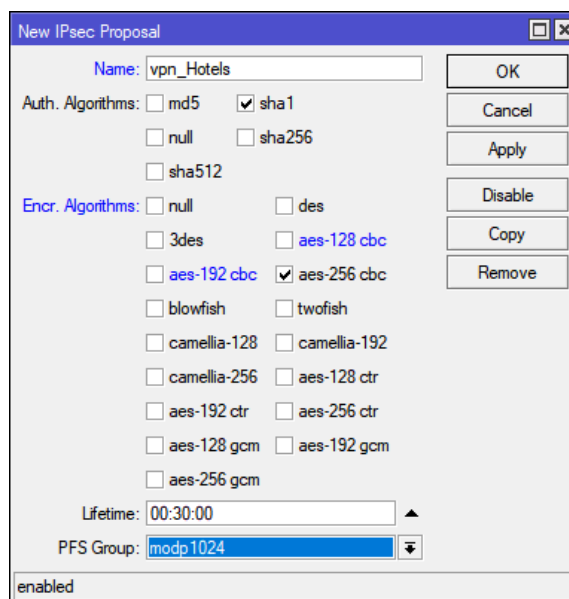 New IPsec Proposal
Name: vpn_Hotels
OK
Auth. Algorithms: md5 sha1
Cancel
null sha256
Apply
sha512
Encr. Algorithms: null des
Disable
3des aes-128 cbc
Copy
aes-192 cbc aes-256 cbc
Remove
blowfish twofish
camellia-128 camellia-192
camellia-256 aes-128 ctr
aes-192 ctr aes-256 ctr
aes-128 gcm aes-192 gcm
aes-256 gcm
Lifetime: 00:30:00
PFS Group: modp1024
enabled